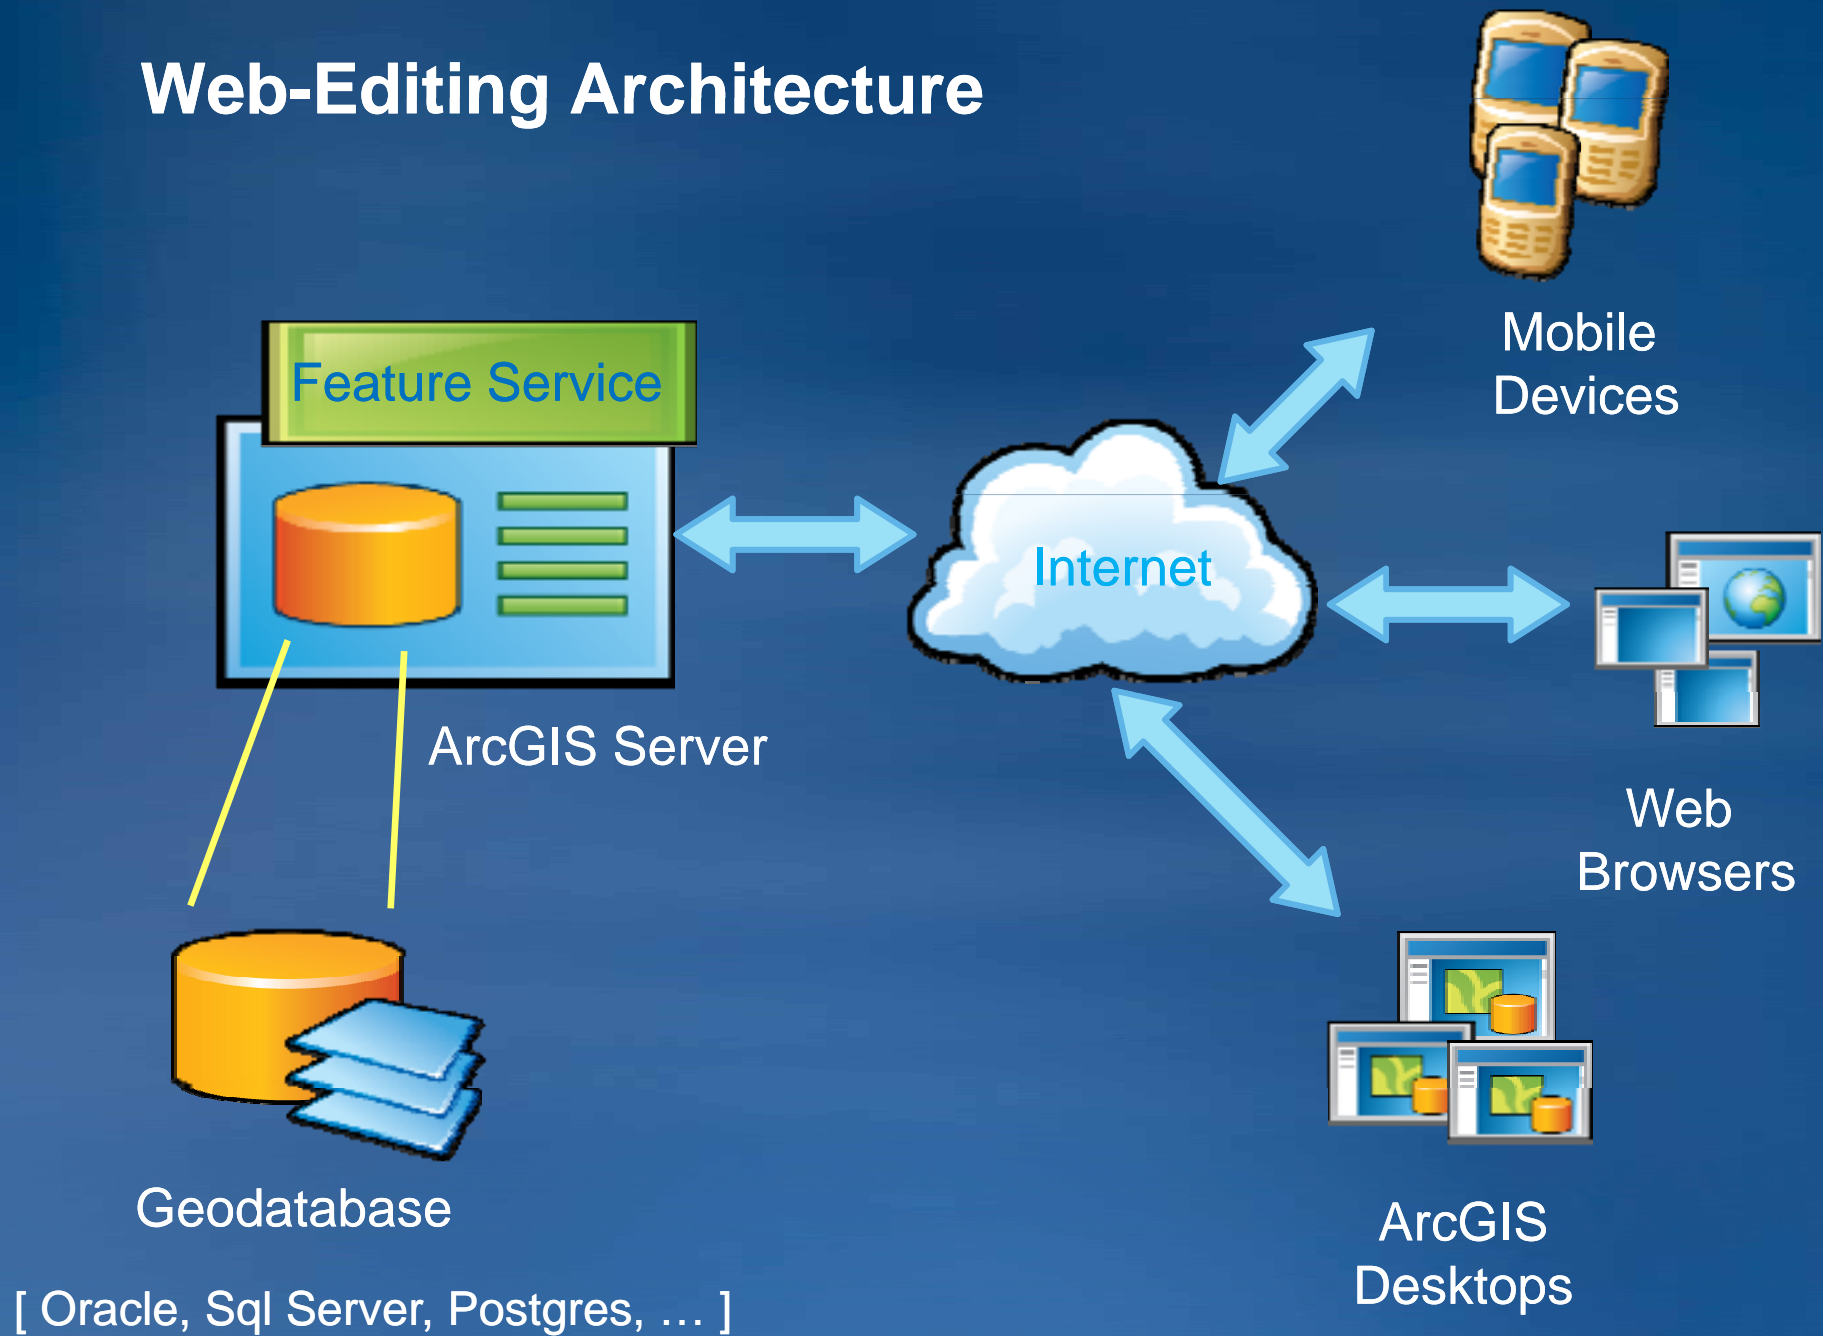 Web-Editing Architecture
Mobile
Devices
Feature Service
Internet
ArcGIS Server
Web
Browsers
Geodatabase
[ Oracle, Sql Server, Postgres, … ]
ArcGIS
Desktops